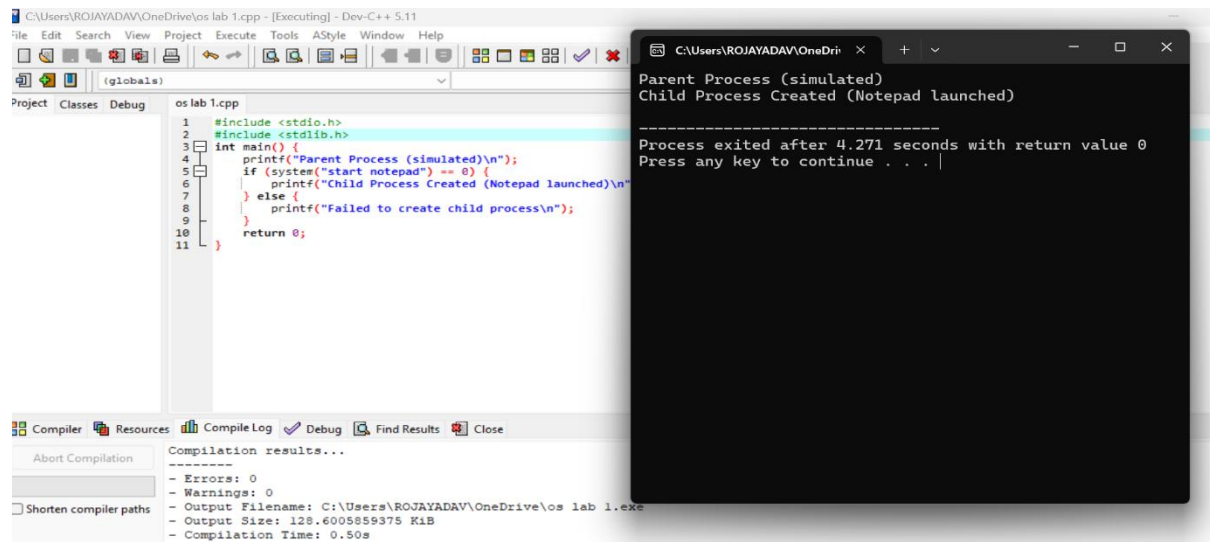 C:\Users\ROJAYADAV\OneDrive\os lab 1.cpp - [Executing] - Dev-C++ 5.11
File Edit Search View Project Execute Tools AStyle Window Help
(globals)
Project Classes Debug
os lab 1.cpp
1 #include <stdio.h>
2 #include <stdlib.h>
3 int main() {
4 printf("Parent Process (simulated)\n");
5 if (system("start notepad") == 0) {
6 printf("Child Process Created (Notepad launched)\n"
7 } else {
8 printf("Failed to create child process\n");
9 }
10 return 0;
11 }
C:\Users\ROJAYADAV\OneDri
Parent Process (simulated)
Child Process Created (Notepad launched)
--------------------------------
Process exited after 4.271 seconds with return value 0
Press any key to continue . . .
Compiler Resources Compile Log Debug Find Results Close
Abort Compilation
Shorten compiler paths
Compilation results...
--------
- Errors: 0
- Warnings: 0
- Output Filename: C:\Users\ROJAYADAV\OneDrive\os lab 1.exe
- Output Size: 128.6005859375 KiB
- Compilation Time: 0.50s